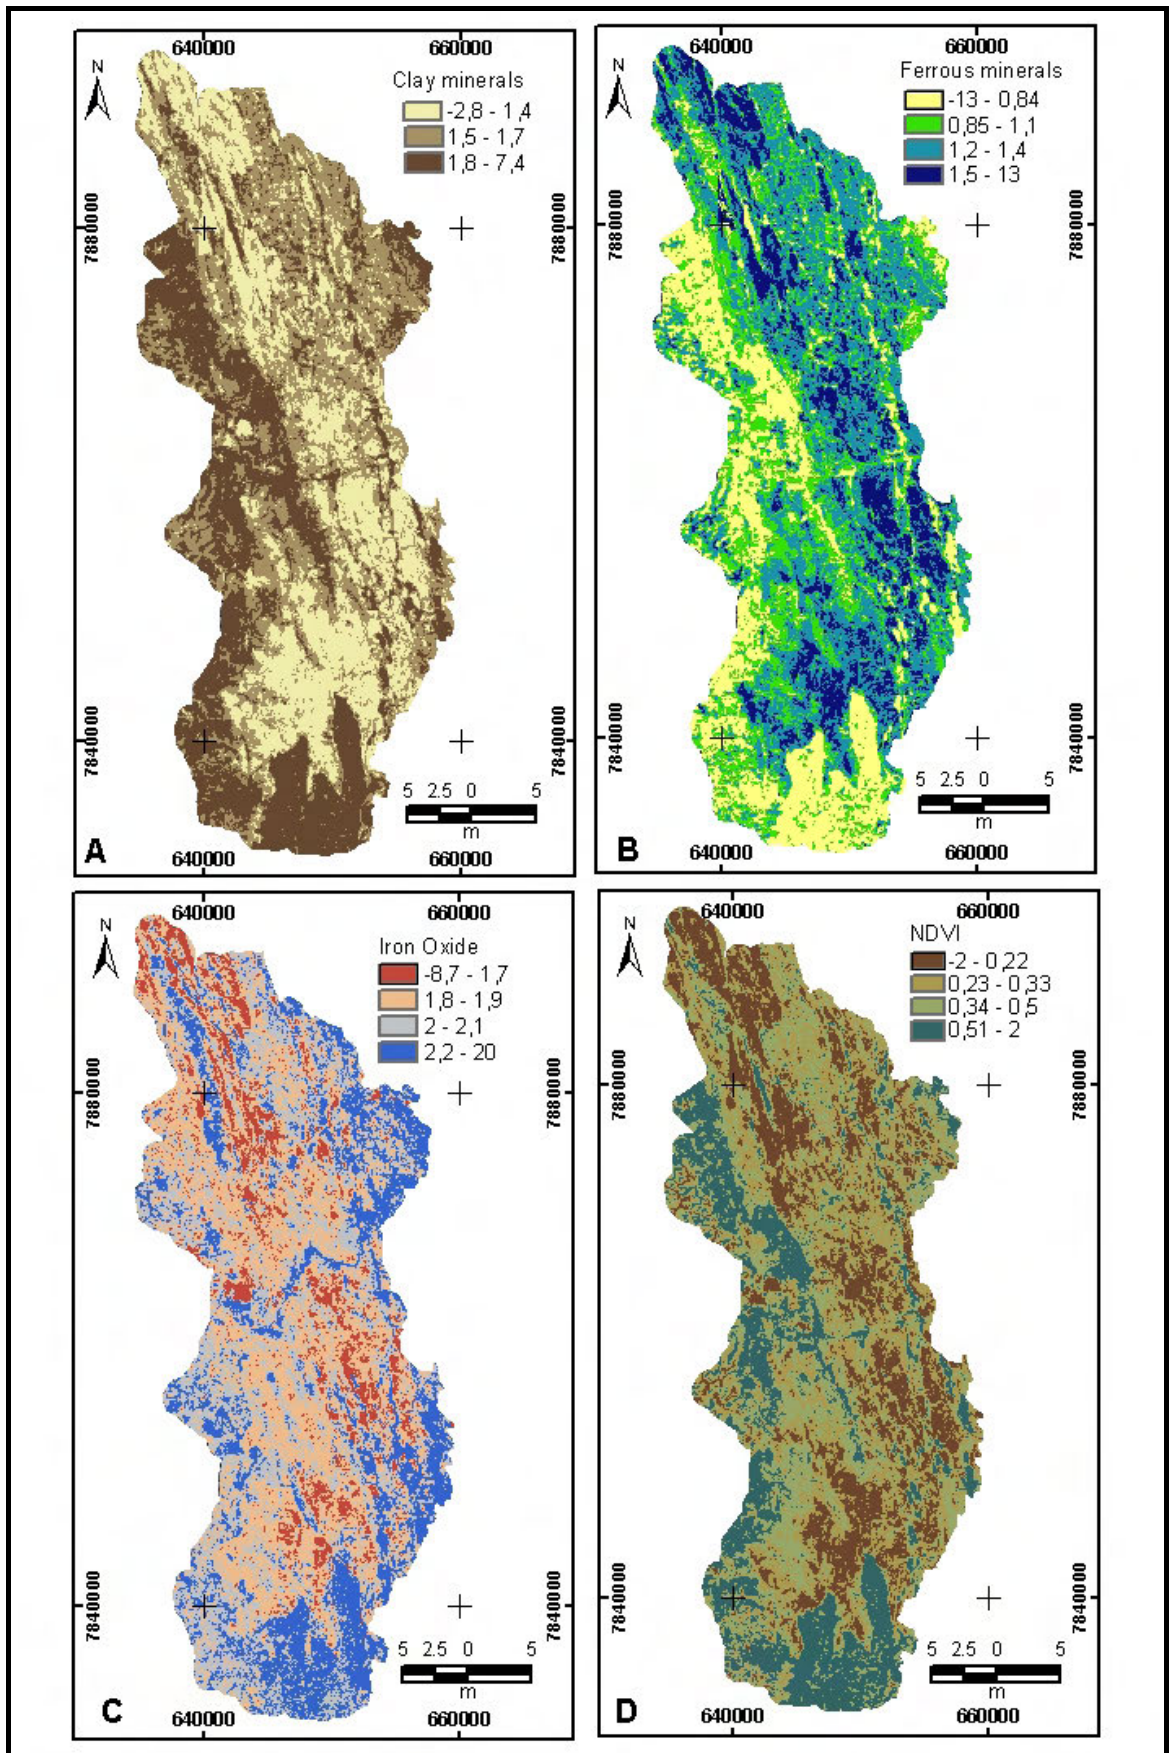 640000 660000
N
Clay minerals
-2,8 - 1,4
1,5 - 1,7
1,8 - 7,4
7880000 7880000
7840000 7840000
5 2.5 0 5
m
A
640000 660000
640000 660000
N
Ferrous minerals
-13 - 0,84
0,85 - 1,1
1,2 - 1,4
1,5 - 13
7880000 7880000
7840000 7840000
5 2.5 0 5
m
B
640000 660000
640000 660000
N
Iron Oxide
-8,7 - 1,7
1,8 - 1,9
2 - 2,1
2,2 - 20
7880000 7880000
7840000 7840000
5 2.5 0 5
m
C
640000 660000
640000 660000
N
NDVI
-2 - 0,22
0,23 - 0,33
0,34 - 0,5
0,51 - 2
7880000 7880000
7840000 7840000
5 2.5 0 5
m
D
640000 660000